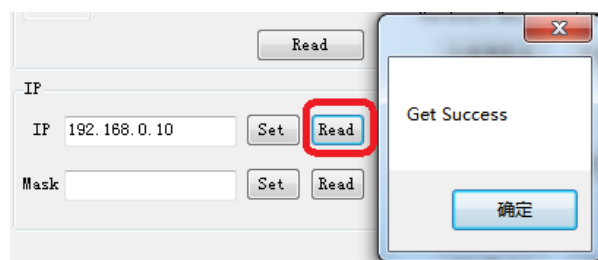 Read
IP
IP 192.168.0.10 Set Read
Mask Set Read
Get Success
确定